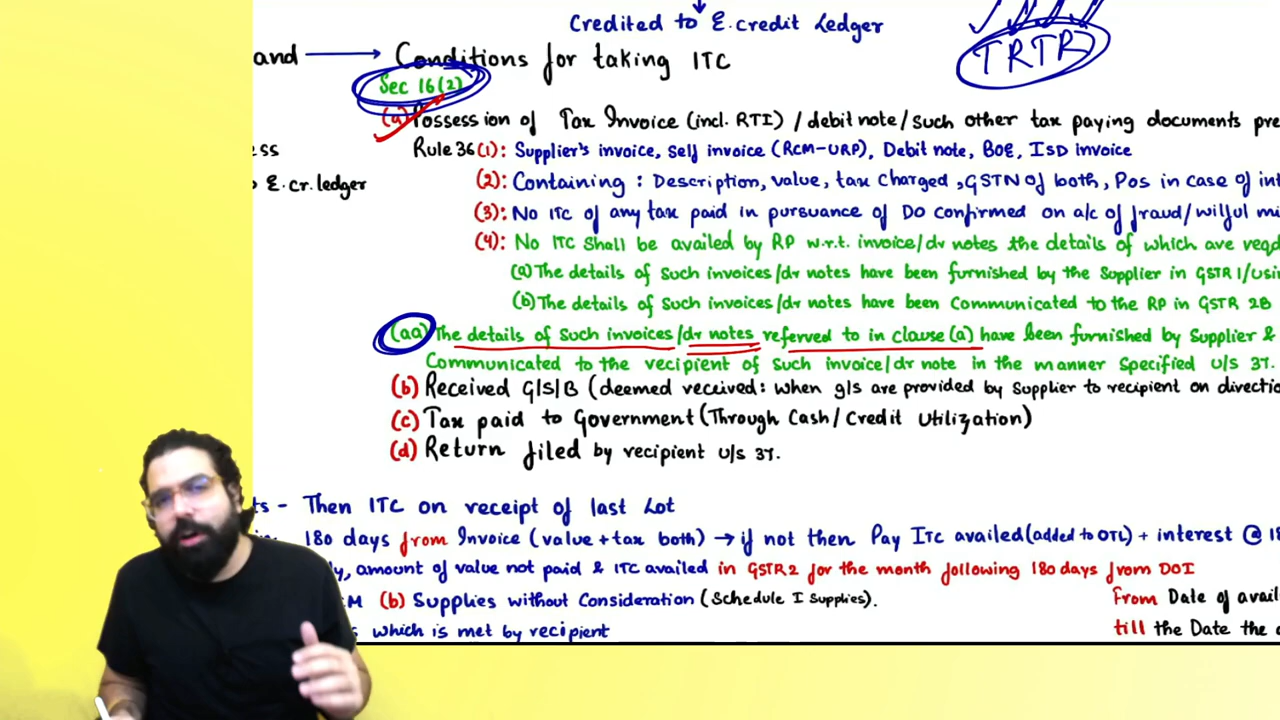 Credited to E.credit Ledger
TRTR7
and → Conditions for taking ITC
Sec 16(2)
(a) Possession of Tax Invoice (incl. RTI) / debit note/such other tax paying documents pre
ss Rule 36(1): Supplier's invoice, Self invoice (RCM-URP), Debit note, BOE, ISD invoice
E.cr.ledger (2): Containing : Description, value, tax charged, GSTN of both, Pos in case of int
(3): No ITC of any tax paid in pursuance of DO confirmed on a/c of fraud/wilful mi
(4): No ITC shall be availed by RP w.r.t. invoice/dr notes the details of which are reqd
(a) The details of such invoices/dr notes have been furnished by the supplier in GSTR1/usin
(b) The details of such invoices/dr notes have been communicated to the RP in GSTR 2B
(aa) The details of such invoices/dr notes referred to in clause (a) have been furnished by supplier &
Communicated to the recipient of such invoice/dr note in the manner specified u/s 37.
(b) Received G/S/B (deemed received: when g/s are provided by supplier to recipient on directio
(c) Tax paid to Government (Through Cash/Credit Utilization)
(d) Return filed by recipient u/s 37.
ts - Then ITC on receipt of last Lot
180 days from Invoice (value+tax both) → if not then Pay ITC availed (added to OTL) + interest @ 18
ly, amount of value not paid & ITC availed in GSTR2 for the month following 180 days from DOI
M (b) Supplies without Consideration (Schedule I Supplies). From Date of avai
s which is met by recipient till the Date the a